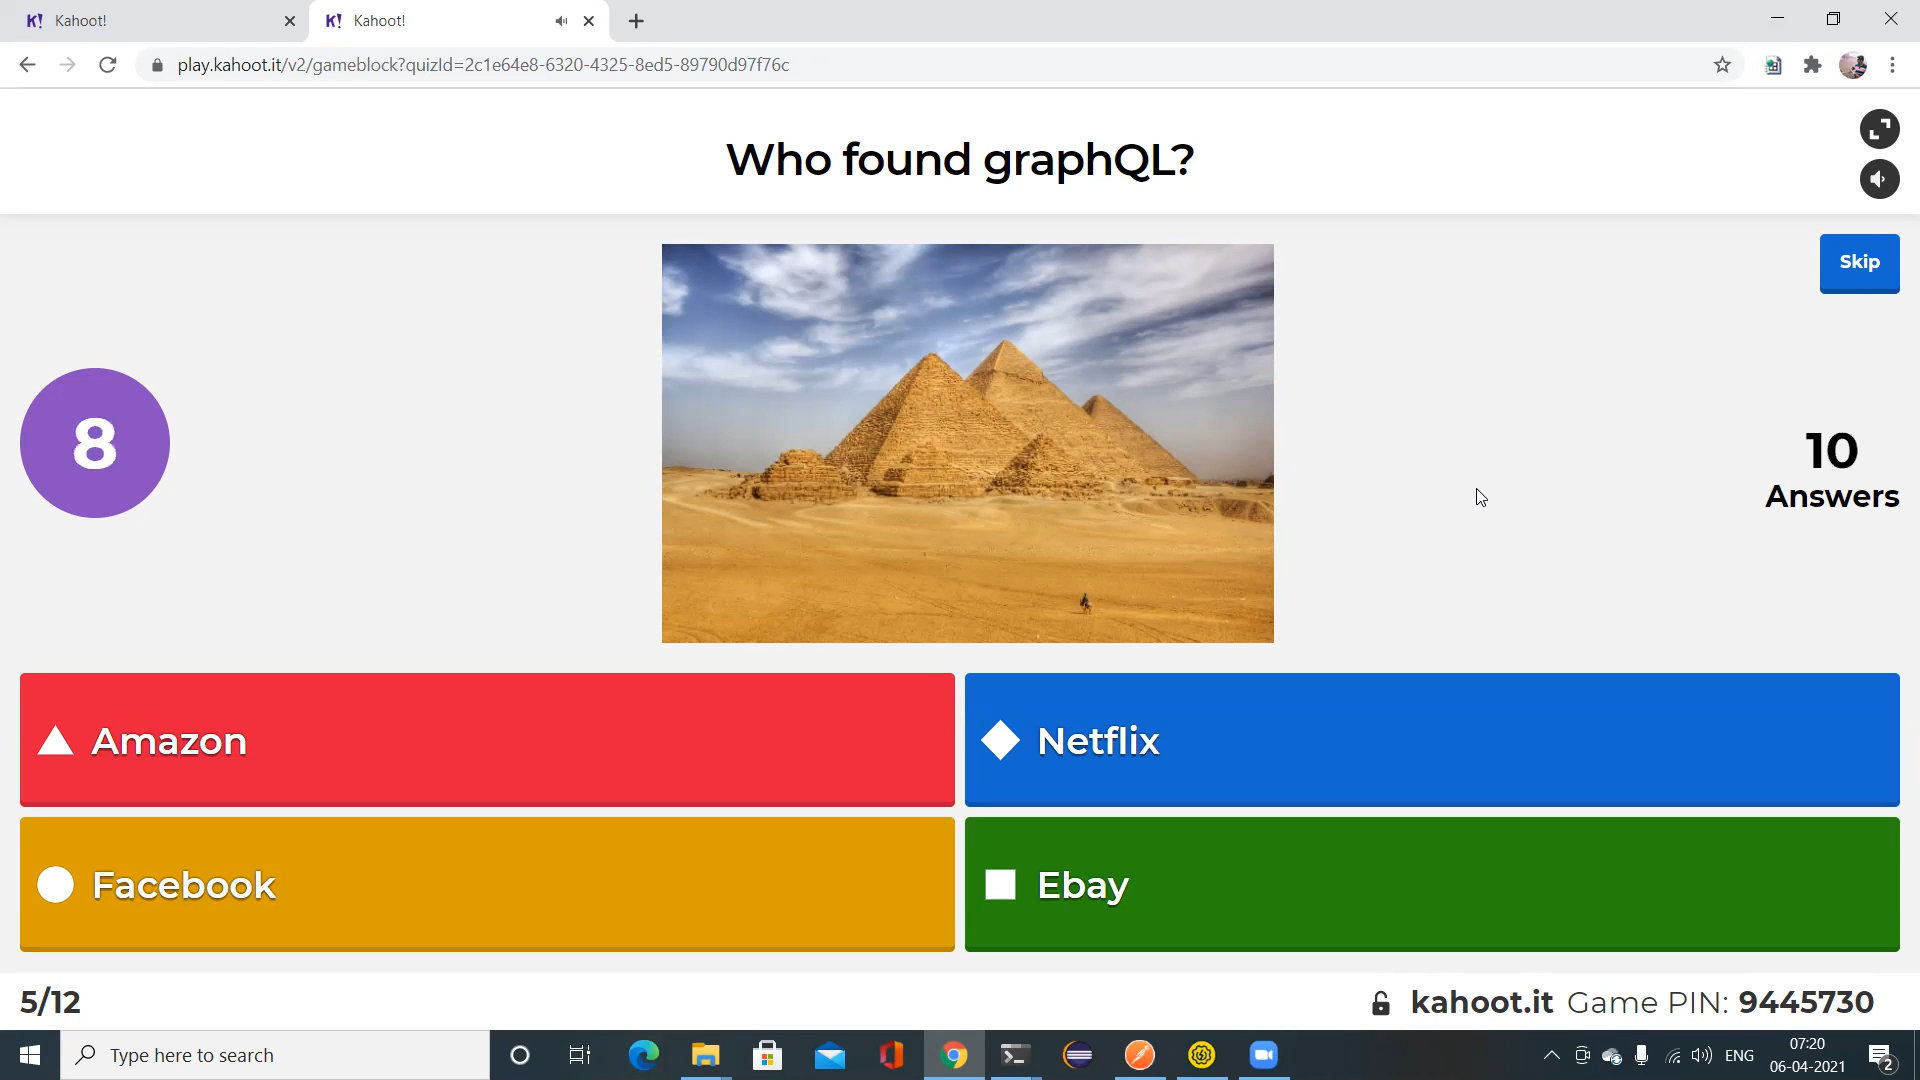 K! Kahoot!
K! Kahoot!
play.kahoot.it/v2/gameblock?quizId=2c1e64e8-6320-4325-8ed5-89790d97f76c
Who found graphQL?
Skip
8
10
Answers
Amazon
Netflix
Facebook
Ebay
5/12
kahoot.it Game PIN: 9445730
Type here to search
ENG
07:20
06-04-2021
2